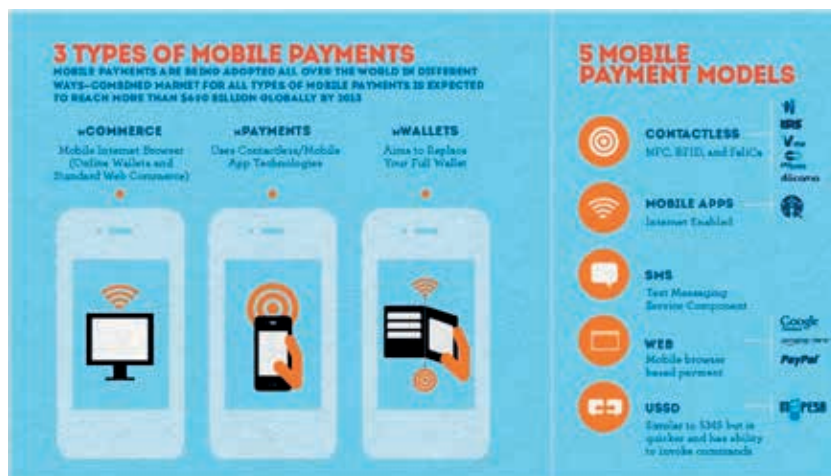 3 TYPES OF MOBILE PAYMENTS
MOBILE PAYMENTS ARE BEING ADOPTED ALL OVER THE WORLD IN DIFFERENT
WAYS–COMBINED MARKET FOR ALL TYPES OF MOBILE PAYMENTS IS EXPECTED
TO REACH MORE THAN $600 BILLION GLOBALLY BY 2013
mCOMMERCE
Mobile Internet Browser
(Online Wallets and
Standard Web Commerce)
mPAYMENTS
Uses Contactless/Mobile
App Technologies
mWALLETS
Aims to Replace
Your Full Wallet
5 MOBILE
PAYMENT MODELS
CONTACTLESS
NFC, RFID, and FeliCa
docomo
MOBILE APPS
Internet Enabled
SMS
Text Messaging
Service Component
WEB
Mobile browser
based payment
Google
PayPal
USSD
Similar to SMS but is
quicker and has ability
to invoke commands
M-PESA